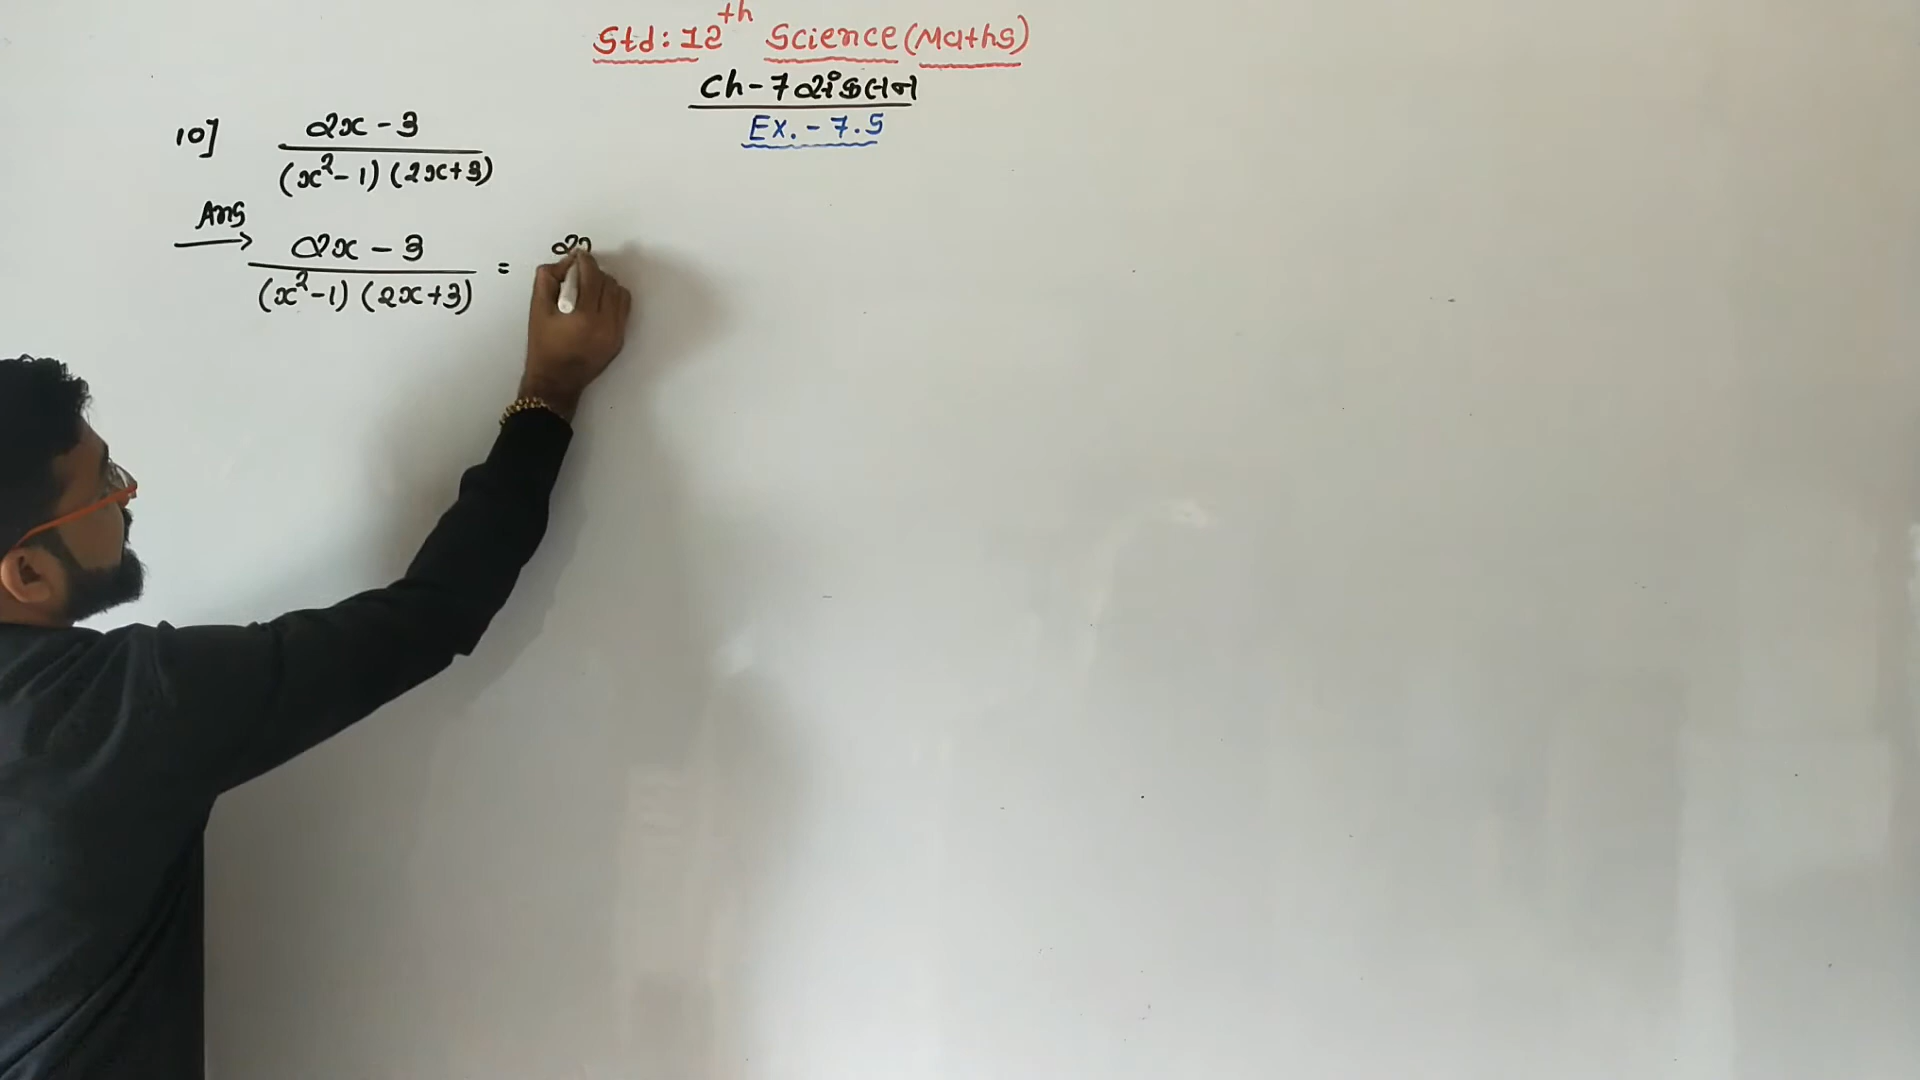 Std: 12th Science (Maths)
Ch-7 સંકલન
Ex. - 7.5
10] 2x - 3
(x²-1) (2x+3)
Ans
2x - 3 = 2x
(x²-1) (2x+3)